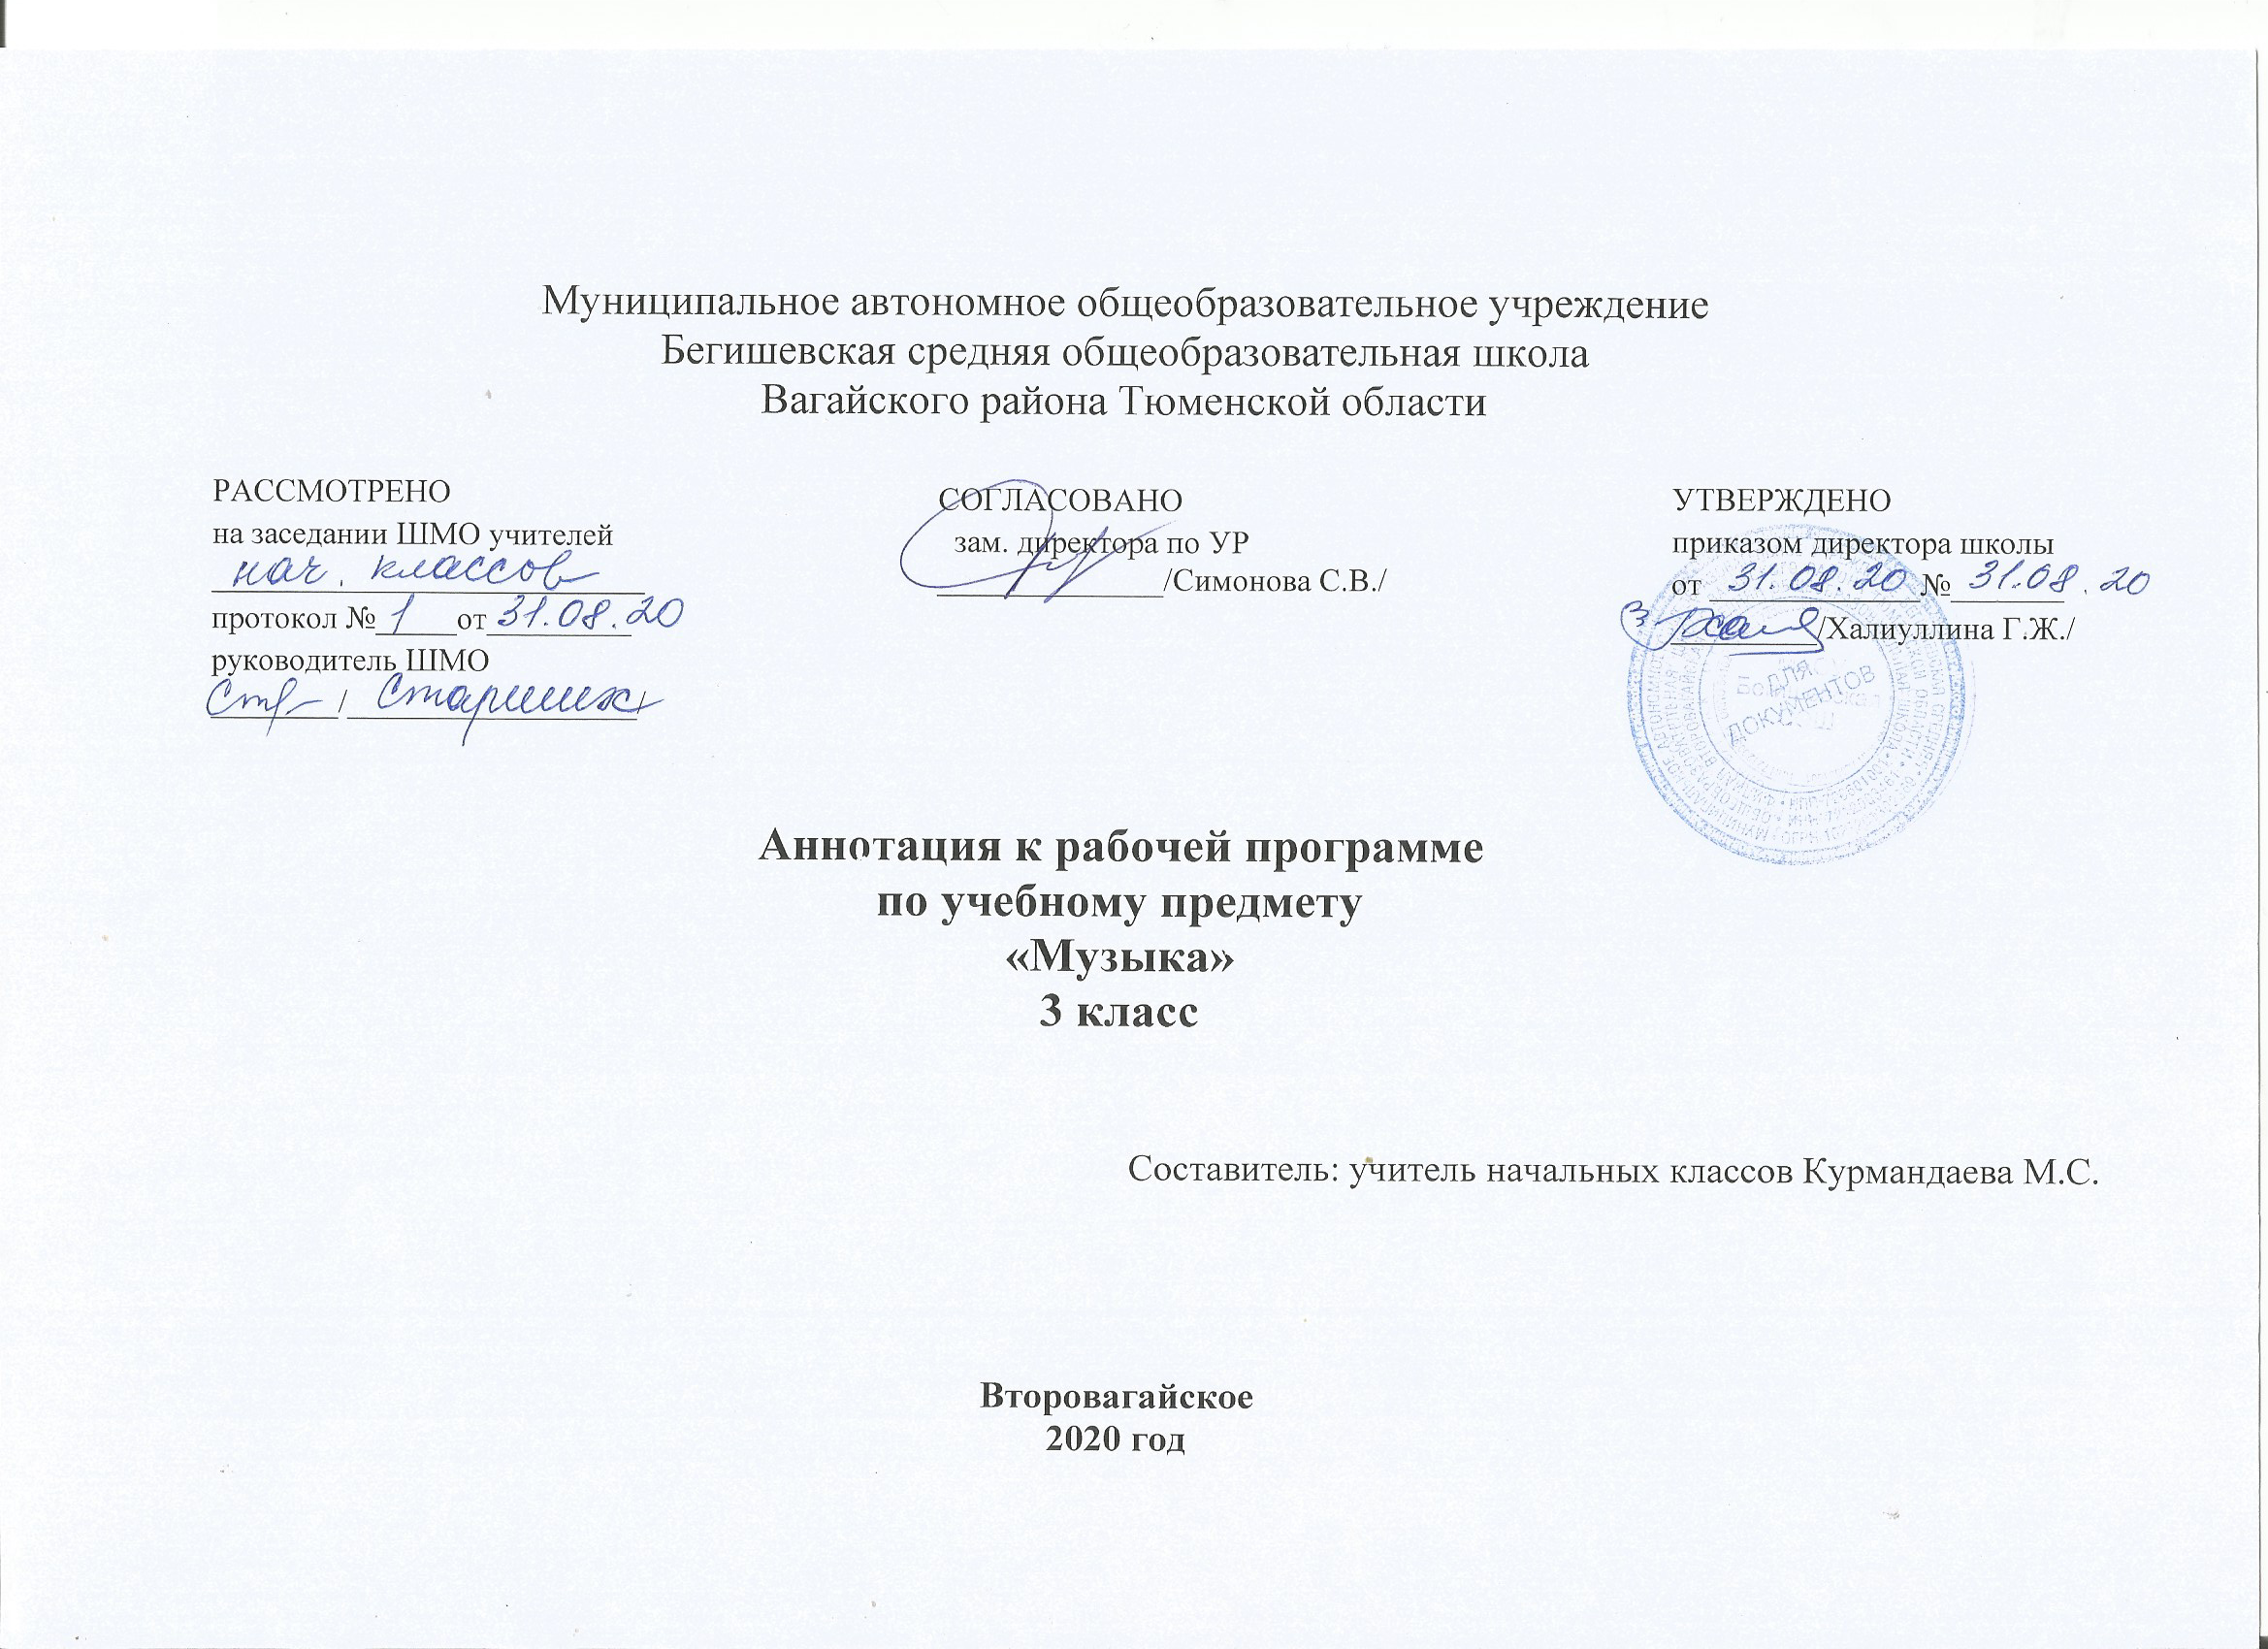 Муниципальное автономное общеобразовательное учреждение
Бегишевская средняя общеобразовательная школа
Вагайского района Тюменской области
РАССМОТРЕНО
на заседании ШМО учителей
нач. классов
протокол № 1 от 31.08.20
руководитель ШМО
/ Старших/
СОГЛАСОВАНО
зам. директора по УР
/Симонова С.В./
УТВЕРЖДЕНО
приказом директора школы
от 31.08.20 № 31.08.20
/Халиуллина Г.Ж./
ДЛЯ
ДОКУМЕНТОВ
Аннотация к рабочей программе
по учебному предмету
«Музыка»
3 класс
Составитель: учитель начальных классов Курмандаева М.С.
Второвагайское
2020 год